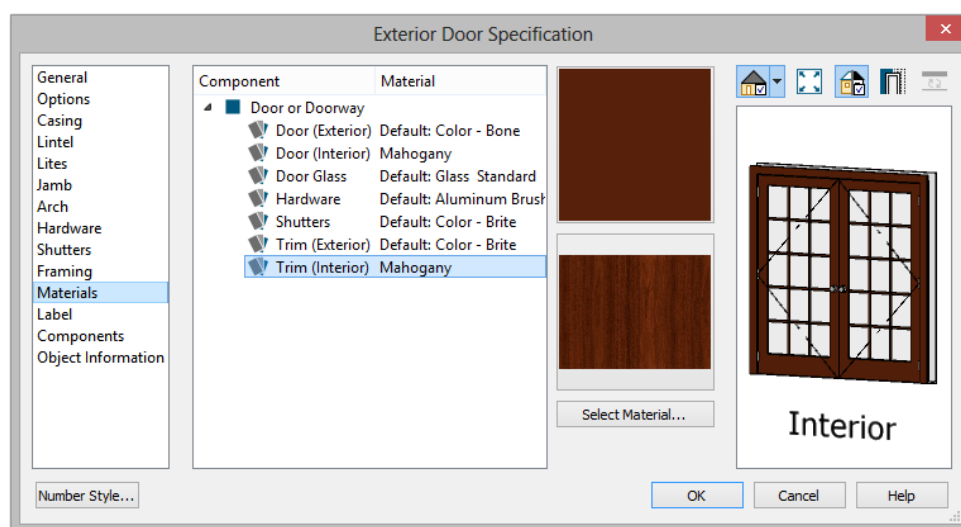 Exterior Door Specification
General
Options
Casing
Lintel
Lites
Jamb
Arch
Hardware
Shutters
Framing
Materials
Label
Components
Object Information
Component Material
Door or Doorway
Door (Exterior) Default: Color - Bone
Door (Interior) Mahogany
Door Glass Default: Glass Standard
Hardware Default: Aluminum Brush
Shutters Default: Color - Brite
Trim (Exterior) Default: Color - Brite
Trim (Interior) Mahogany
Select Material...
Interior
Number Style...
OK Cancel Help